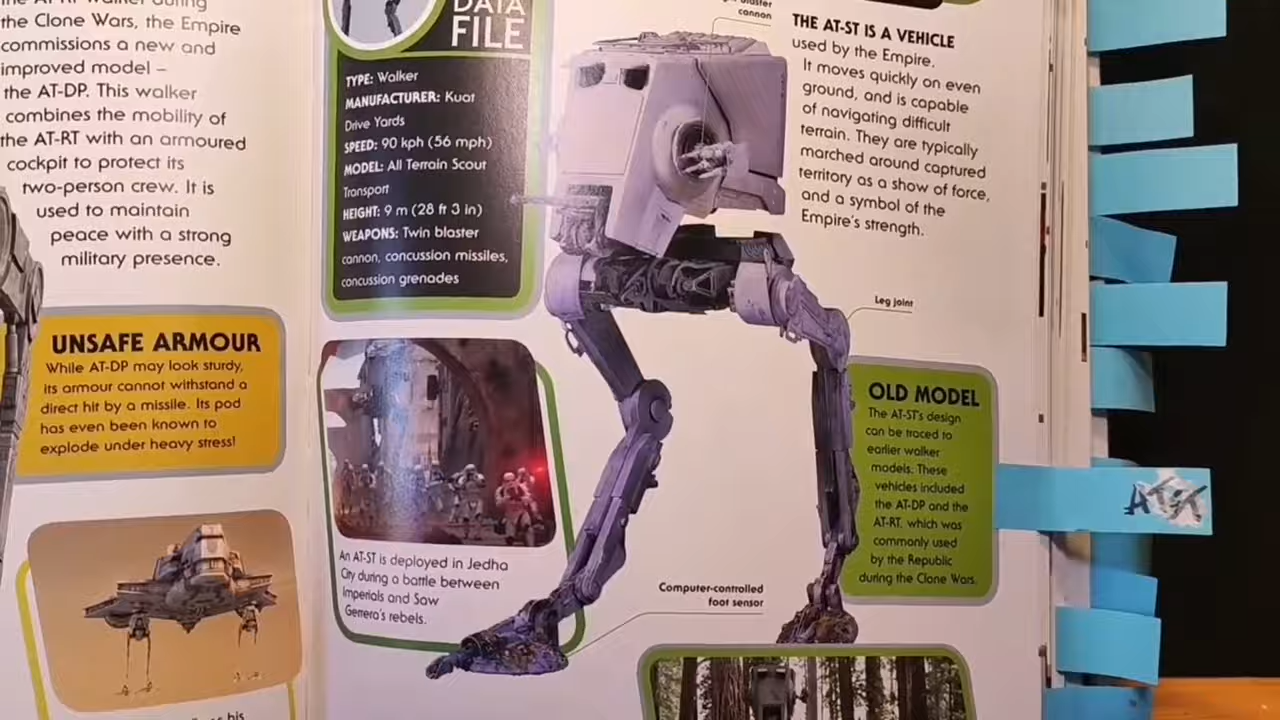 the Clone Wars, the Empire
commissions a new and
improved model –
the AT-DP. This walker
combines the mobility of
the AT-RT with an armoured
cockpit to protect its
two-person crew. It is
used to maintain
peace with a strong
military presence.
UNSAFE ARMOUR
While AT-DP may look sturdy,
its armour cannot withstand a
direct hit by a missile. Its pod
has even been known to
explode under heavy stress!
his
DATA
FILE
TYPE: Walker
MANUFACTURER: Kuat
Drive Yards
SPEED: 90 kph (56 mph)
MODEL: All Terrain Scout
Transport
HEIGHT: 9 m (28 ft 3 in)
WEAPONS: Twin blaster
cannon, concussion missiles,
concussion grenades
An AT-ST is deployed in Jedha
City during a battle between
Imperials and Saw
Gerrera's rebels.
blaster
cannon
THE AT-ST IS A VEHICLE
used by the Empire.
It moves quickly on even
ground, and is capable
of navigating difficult
terrain. They are typically
marched around captured
territory as a show of force,
and a symbol of the
Empire's strength.
Leg joint
OLD MODEL
The AT-ST's design
can be traced to
earlier walker
models. These
vehicles included
the AT-DP and the
AT-RT, which was
commonly used
by the Republic
during the Clone Wars.
Computer-controlled
foot sensor